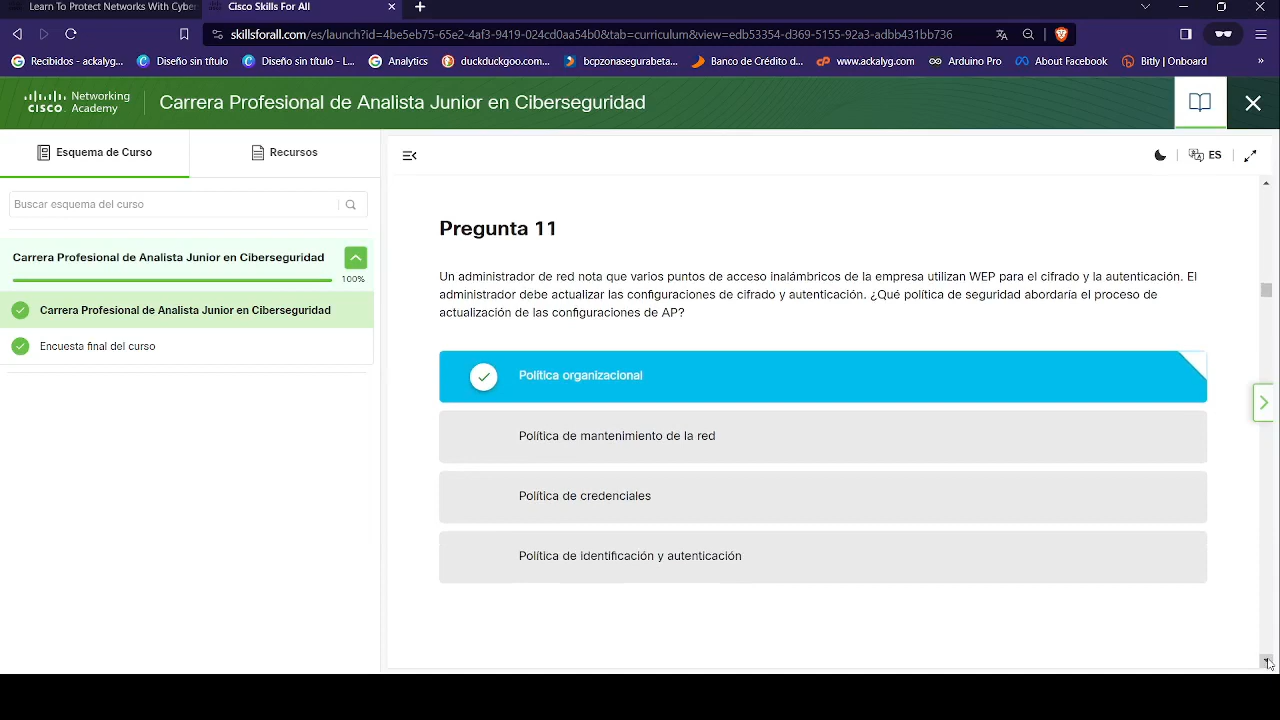 Learn To Protect Networks With Cyber
Cisco Skills For All
skillsforall.com/es/launch?id=4be5eb75-65e2-4af3-9419-024cd0aa54b0&tab=curriculum&view=edb53354-d369-5155-92a3-adbb431bb736
Recibidos - ackalyg... Diseño sin título Diseño sin título - L... Analytics duckduckgoo.com... bcpzonasegurabeta... Banco de Crédito d... www.ackalyg.com Arduino Pro About Facebook Bitly | Onboard »
Networking
CISCO Academy
Carrera Profesional de Analista Junior en Ciberseguridad
Esquema de Curso
Recursos
ES
Buscar esquema del curso
Carrera Profesional de Analista Junior en Ciberseguridad
100%
Carrera Profesional de Analista Junior en Ciberseguridad
Encuesta final del curso
Pregunta 11
Un administrador de red nota que varios puntos de acceso inalámbricos de la empresa utilizan WEP para el cifrado y la autenticación. El
administrador debe actualizar las configuraciones de cifrado y autenticación. ¿Qué política de seguridad abordaría el proceso de
actualización de las configuraciones de AP?
Política organizacional
Política de mantenimiento de la red
Política de credenciales
Política de identificación y autenticación